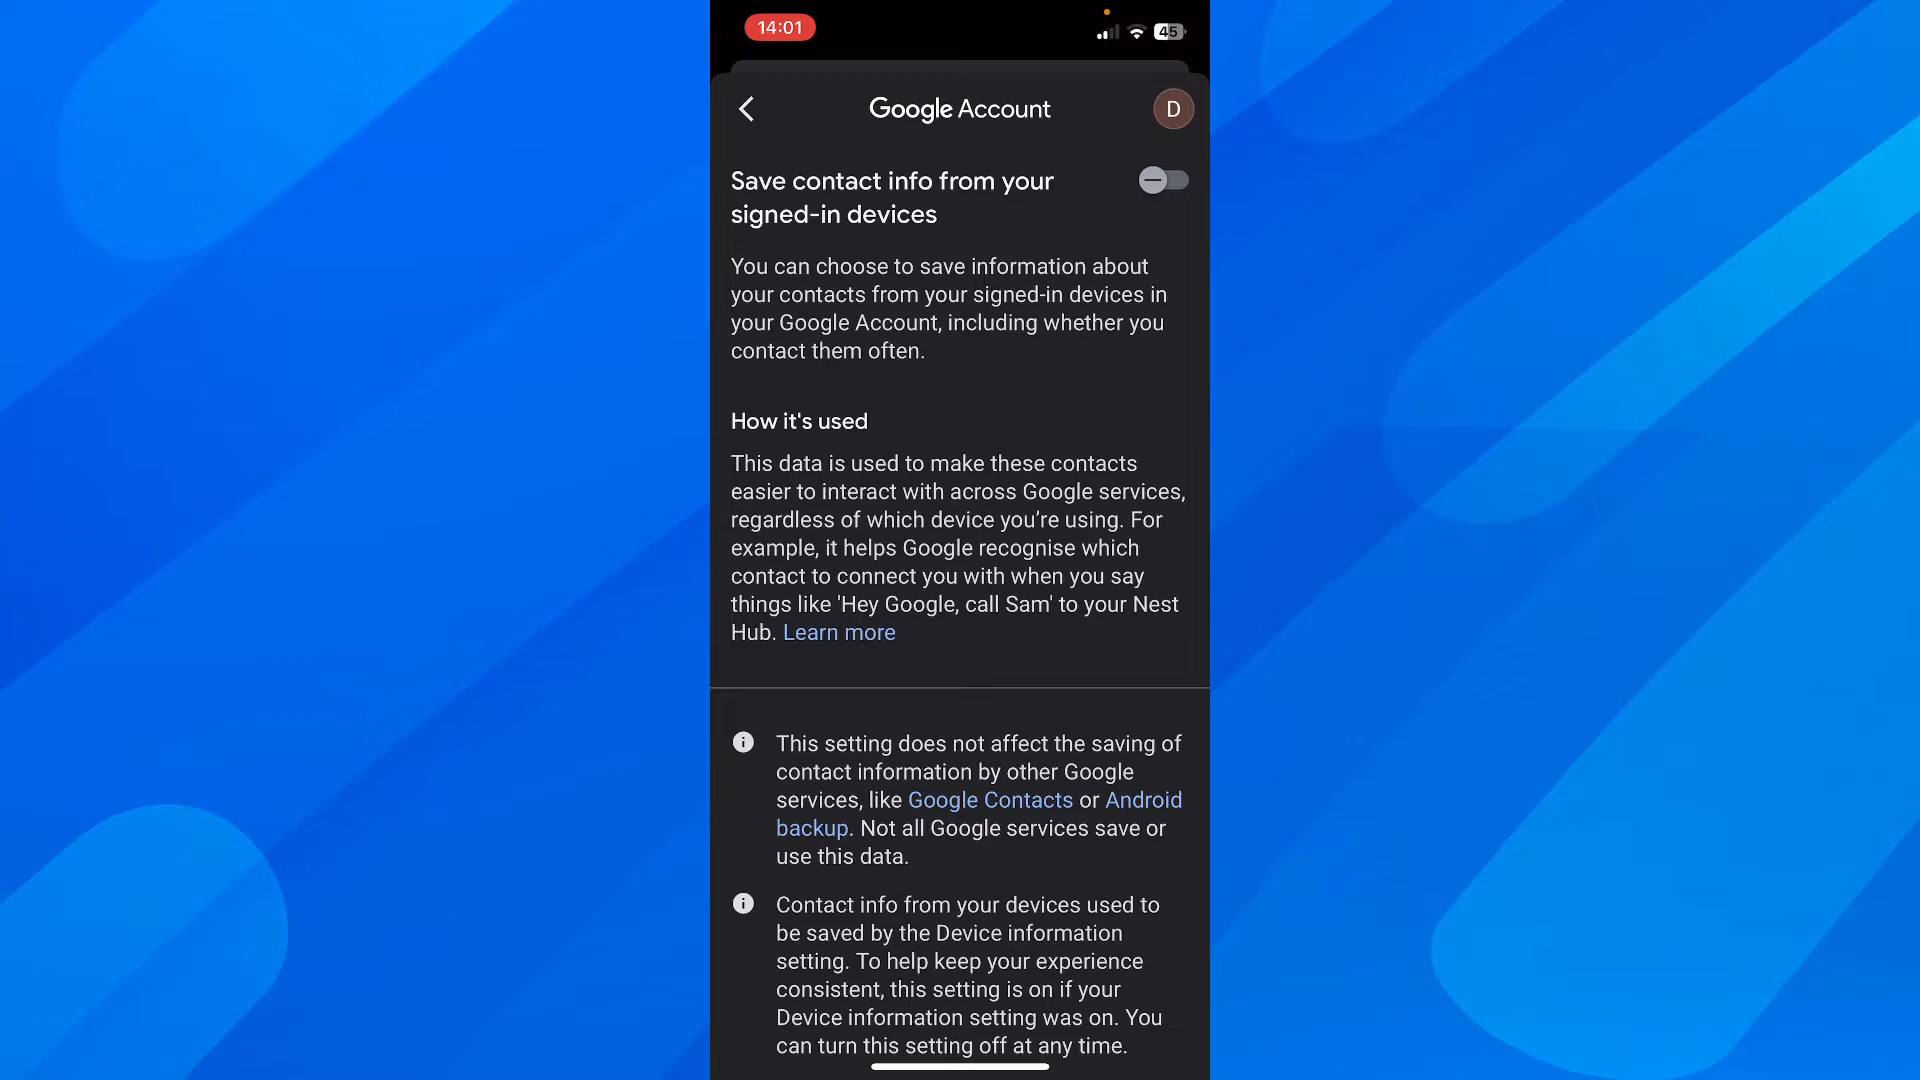 14:01
45
Google Account
D
Save contact info from your
signed-in devices
You can choose to save information about
your contacts from your signed-in devices in
your Google Account, including whether you
contact them often.
How it's used
This data is used to make these contacts
easier to interact with across Google services,
regardless of which device you’re using. For
example, it helps Google recognise which
contact to connect you with when you say
things like 'Hey Google, call Sam' to your Nest
Hub. Learn more
This setting does not affect the saving of
contact information by other Google
services, like Google Contacts or Android
backup. Not all Google services save or
use this data.
Contact info from your devices used to
be saved by the Device information
setting. To help keep your experience
consistent, this setting is on if your
Device information setting was on. You
can turn this setting off at any time.